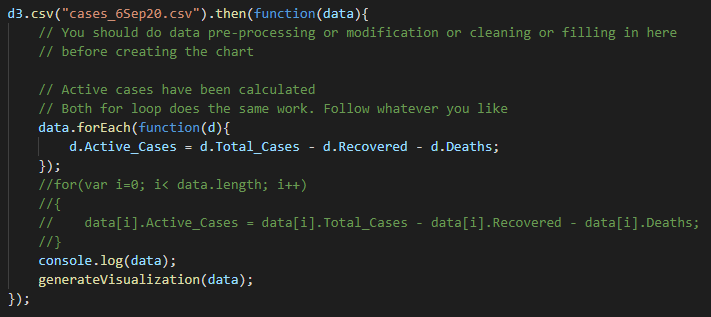 d3.csv("cases_6Sep20.csv").then(function(data){
    // You should do data pre-processing or modification or cleaning or filling in here
    // before creating the chart

    // Active cases have been calculated
    // Both for loop does the same work. Follow whatever you like
    data.forEach(function(d){
        d.Active_Cases = d.Total_Cases - d.Recovered - d.Deaths;
    });
    //for(var i=0; i< data.length; i++)
    //{
    //    data[i].Active_Cases = data[i].Total_Cases - data[i].Recovered - data[i].Deaths;
    //}
    console.log(data);
    generateVisualization(data);
});